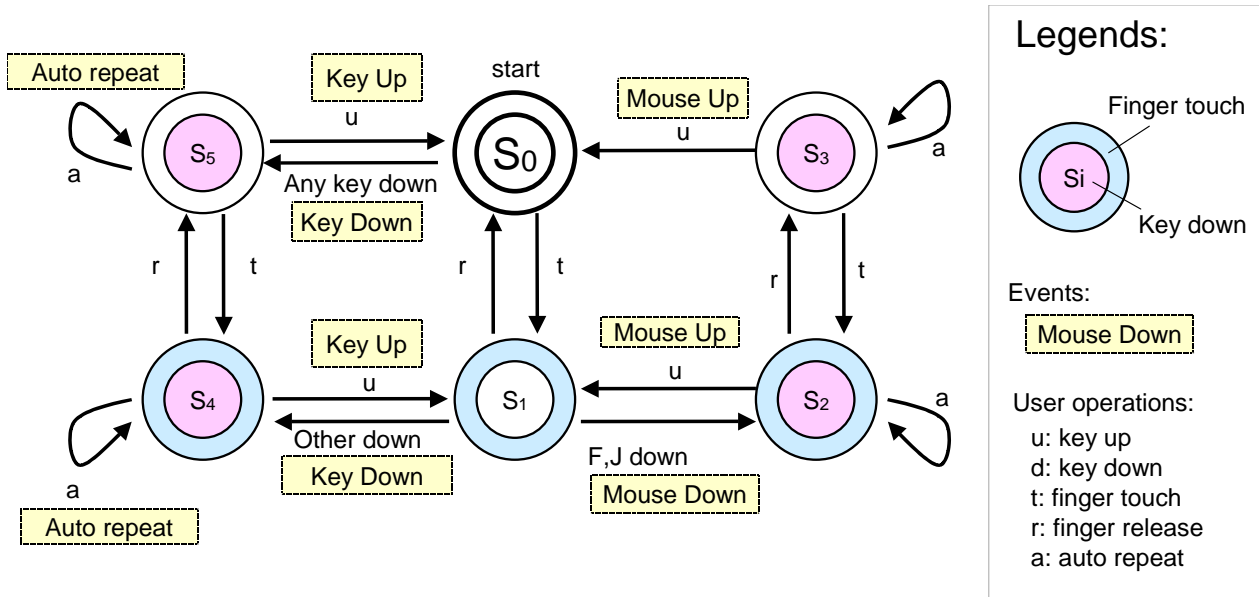 Auto repeat
Key Up
start
Mouse Up
u
u
a
S5
S0
S3
a
Any key down
Key Down
r
t
r
t
r
t
Key Up
Mouse Up
u
u
a
S4
S1
S2
Other down
Key Down
F,J down
Mouse Down
a
Auto repeat
Legends:
Finger touch
Si
Key down
Events:
Mouse Down
User operations:
u: key up
d: key down
t: finger touch
r: finger release
a: auto repeat